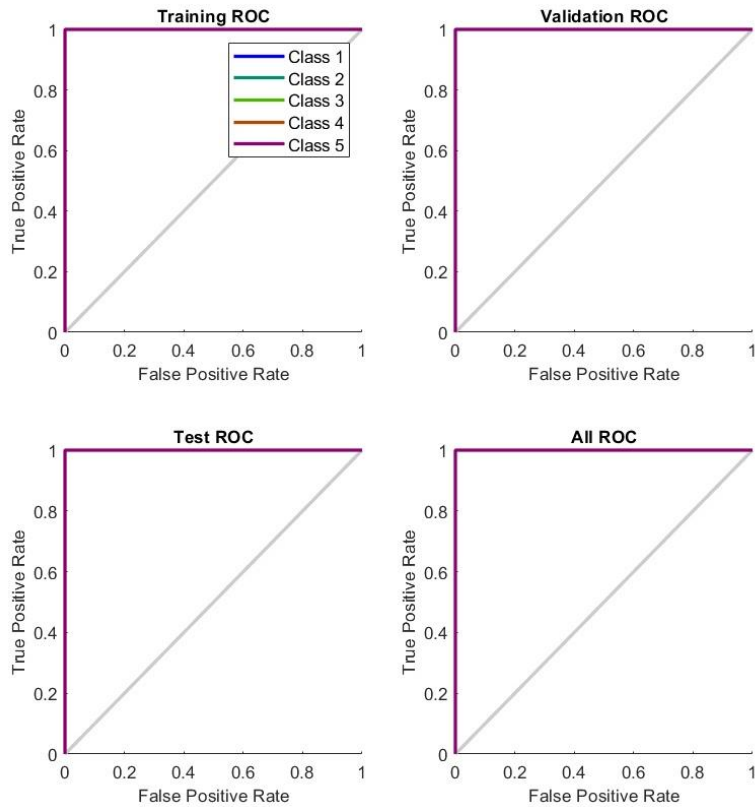 Training ROC
1
0.8
0.6
0.4
0.2
0
True Positive Rate
Class 1
Class 2
Class 3
Class 4
Class 5
0 0.2 0.4 0.6 0.8 1
False Positive Rate
Validation ROC
1
0.8
0.6
0.4
0.2
0
True Positive Rate
0 0.2 0.4 0.6 0.8 1
False Positive Rate
Test ROC
1
0.8
0.6
0.4
0.2
0
True Positive Rate
0 0.2 0.4 0.6 0.8 1
False Positive Rate
All ROC
1
0.8
0.6
0.4
0.2
0
True Positive Rate
0 0.2 0.4 0.6 0.8 1
False Positive Rate